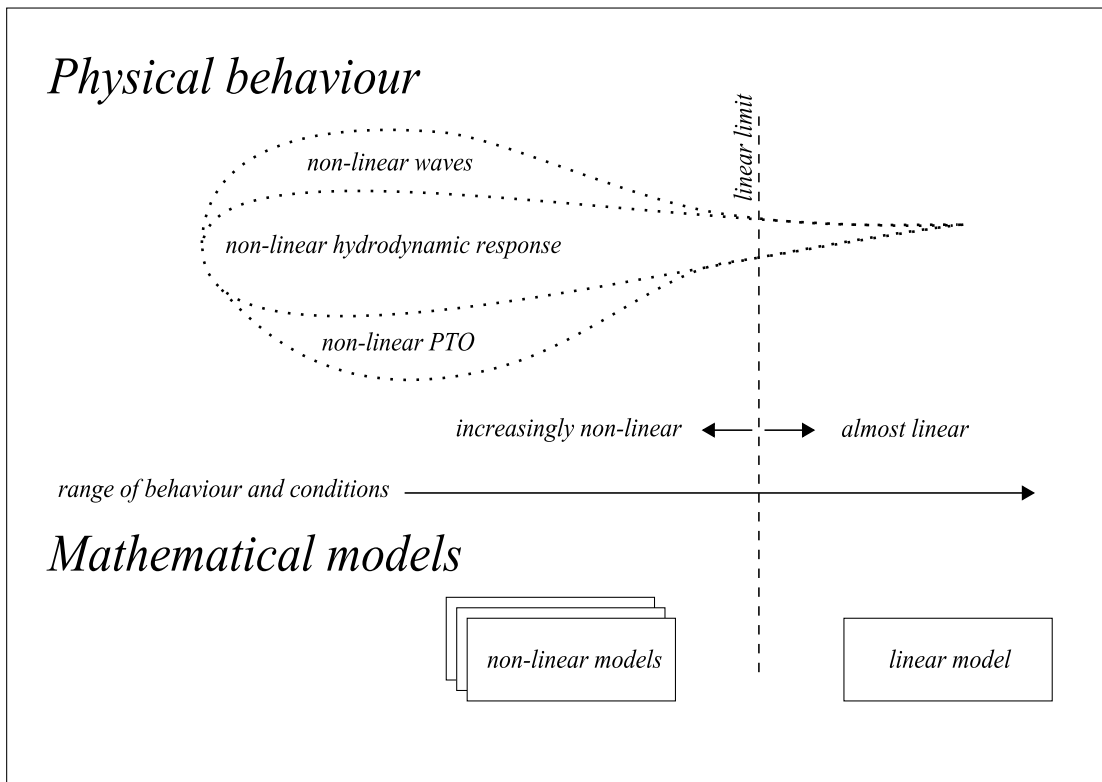 Physical behaviour
linear limit
non-linear waves
non-linear hydrodynamic response
non-linear PTO
increasingly non-linear
almost linear
range of behaviour and conditions
Mathematical models
non-linear models
linear model